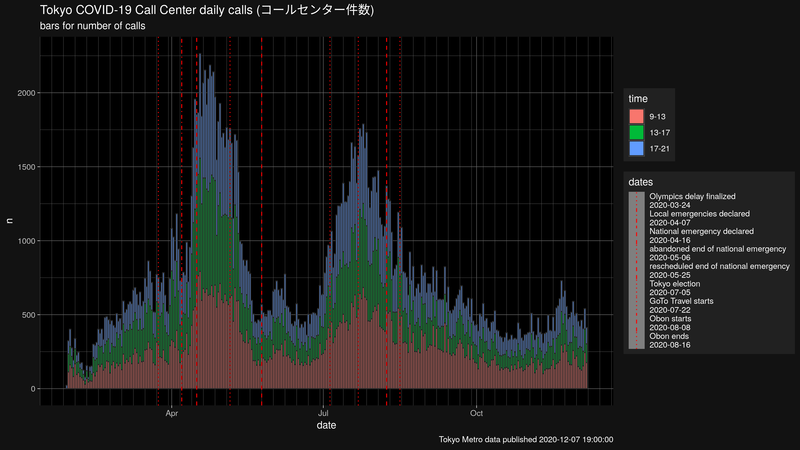 Tokyo COVID-19 Call Center daily calls (コールセンター件数)
bars for number of calls
2000
1500
1000
500
0
n
Apr
Jul
Oct
date
time
9-13
13-17
17-21
dates
Olympics delay finalized
2020-03-24
Local emergencies declared
2020-04-07
National emergency declared
2020-04-16
abandoned end of national emergency
2020-05-06
rescheduled end of national emergency
2020-05-25
Tokyo election
2020-07-05
GoTo Travel starts
2020-07-22
Obon starts
2020-08-08
Obon ends
2020-08-16
Tokyo Metro data published 2020-12-07 19:00:00